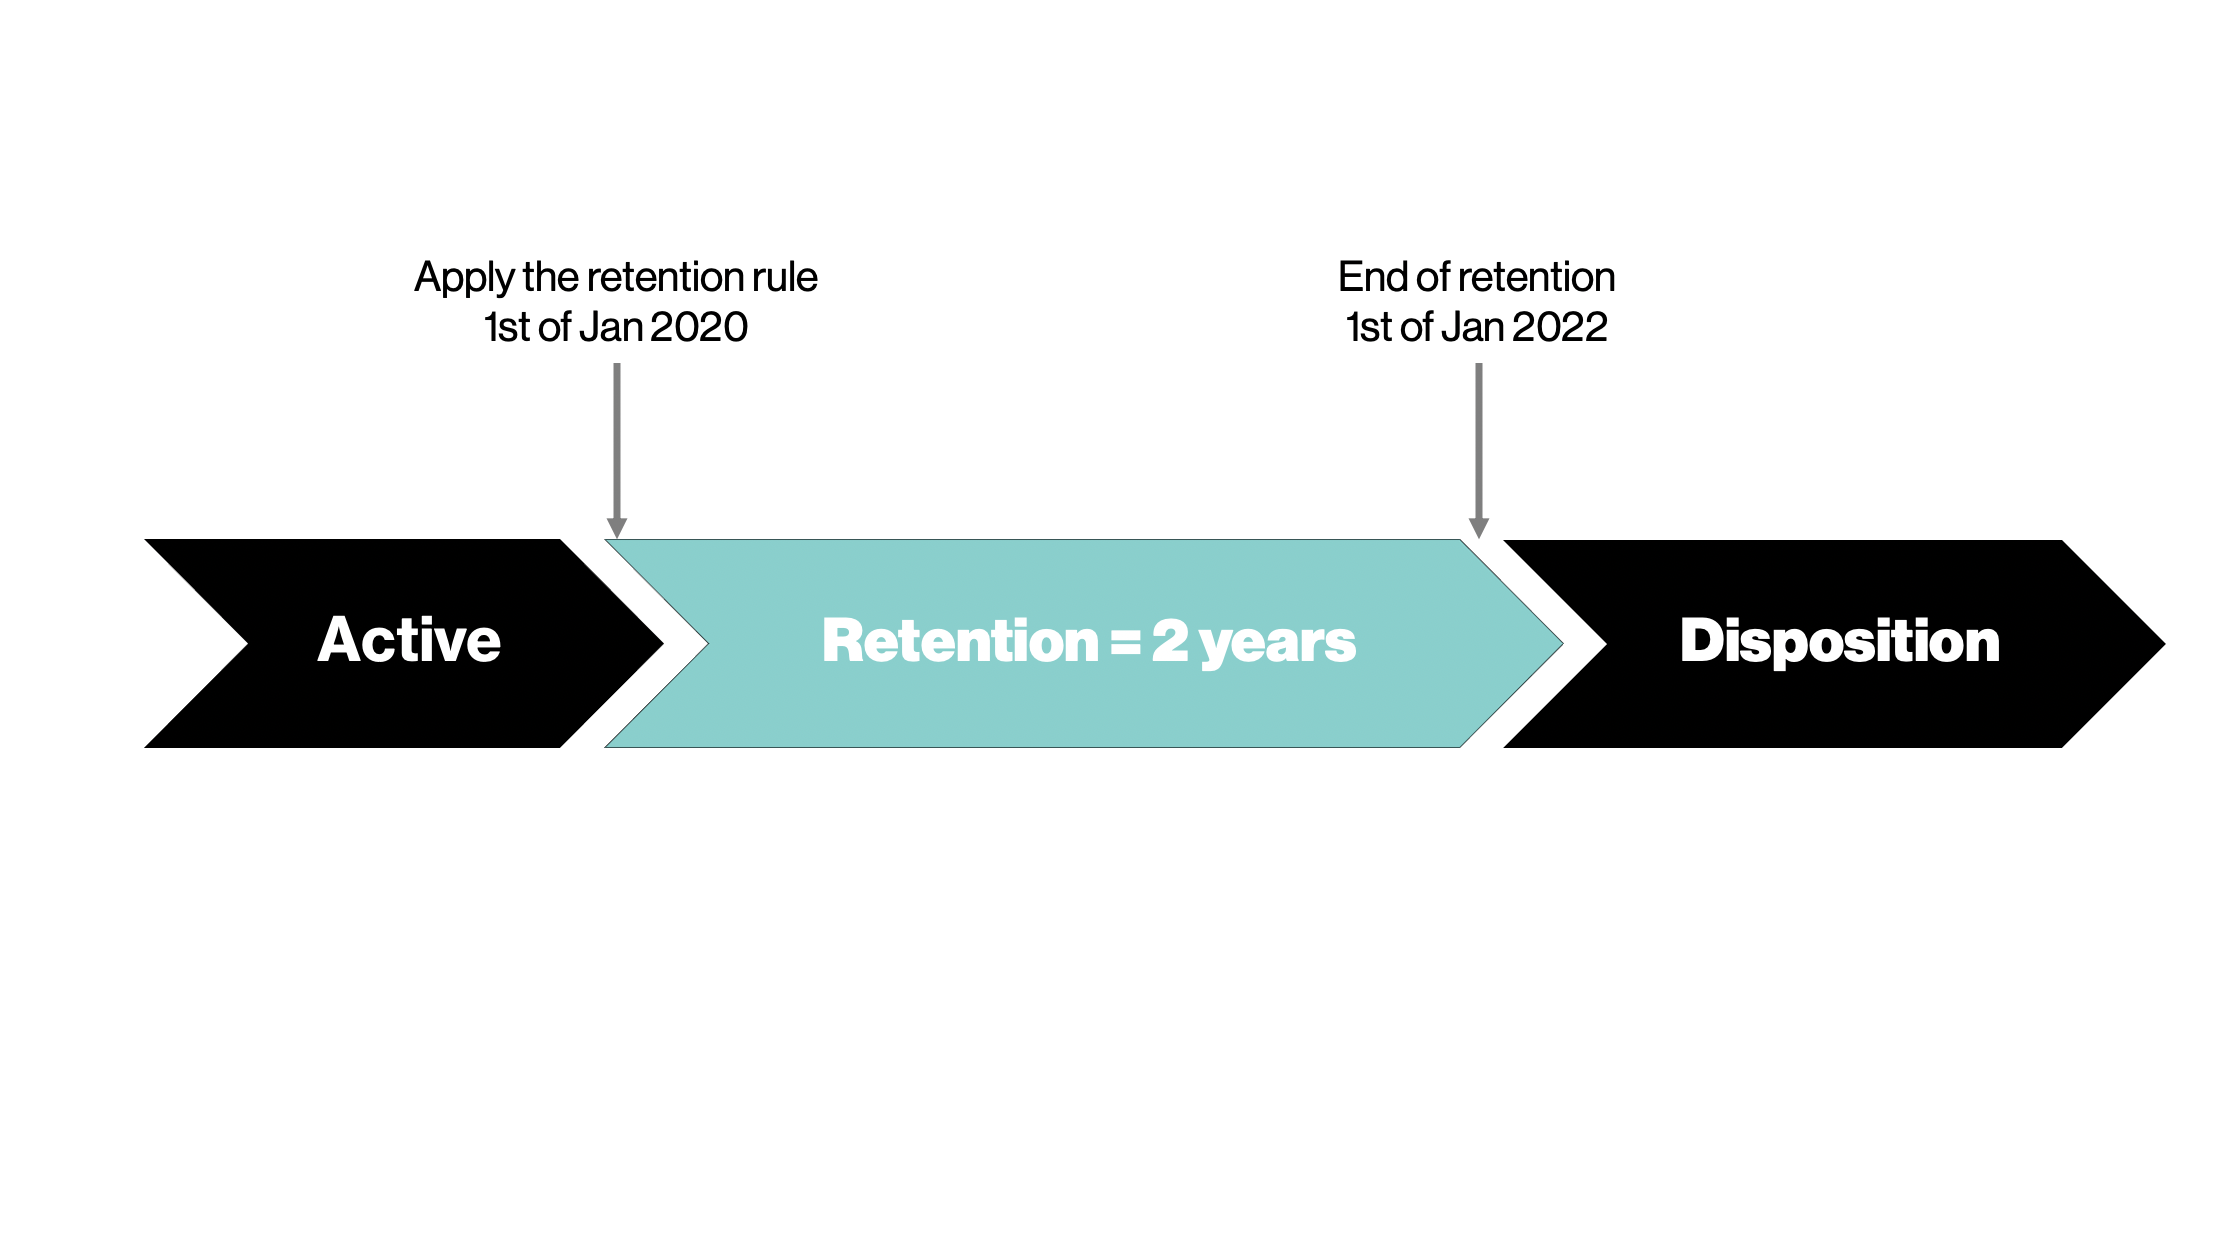 Apply the retention rule
1st of Jan 2020
End of retention
1st of Jan 2022
Active
Retention = 2 years
Disposition